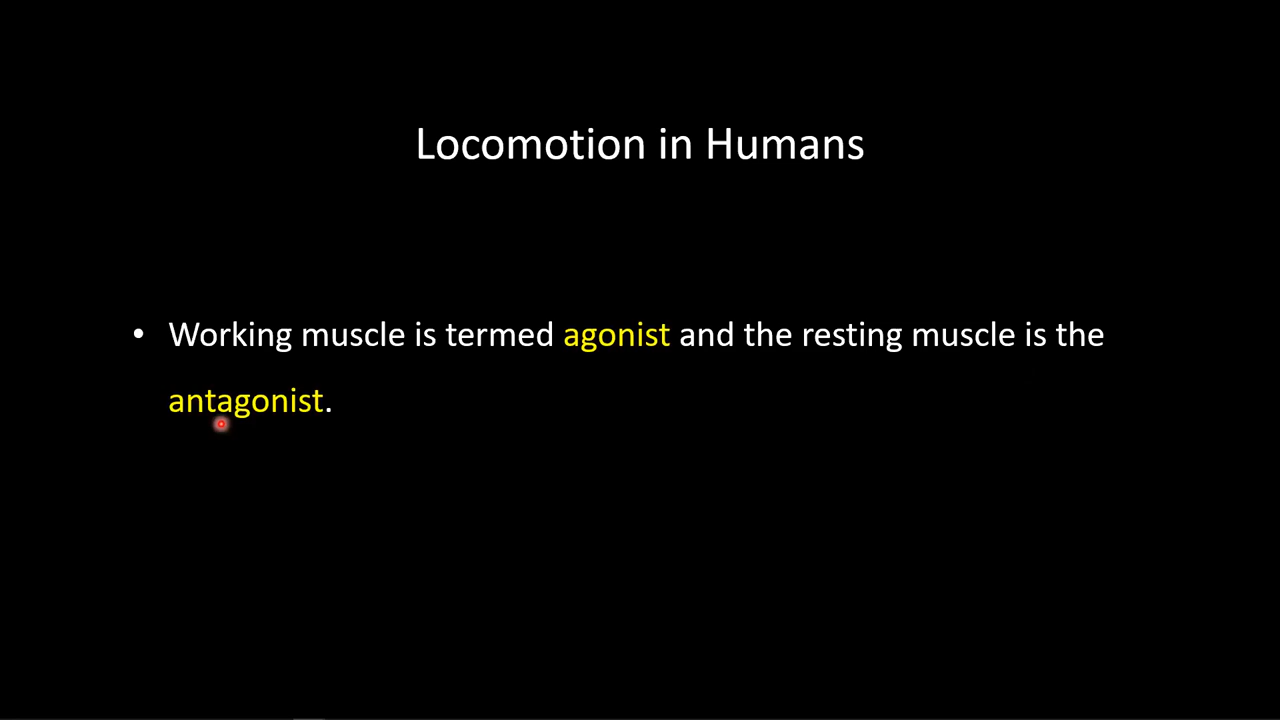 Locomotion in Humans
• Working muscle is termed agonist and the resting muscle is the
antagonist.